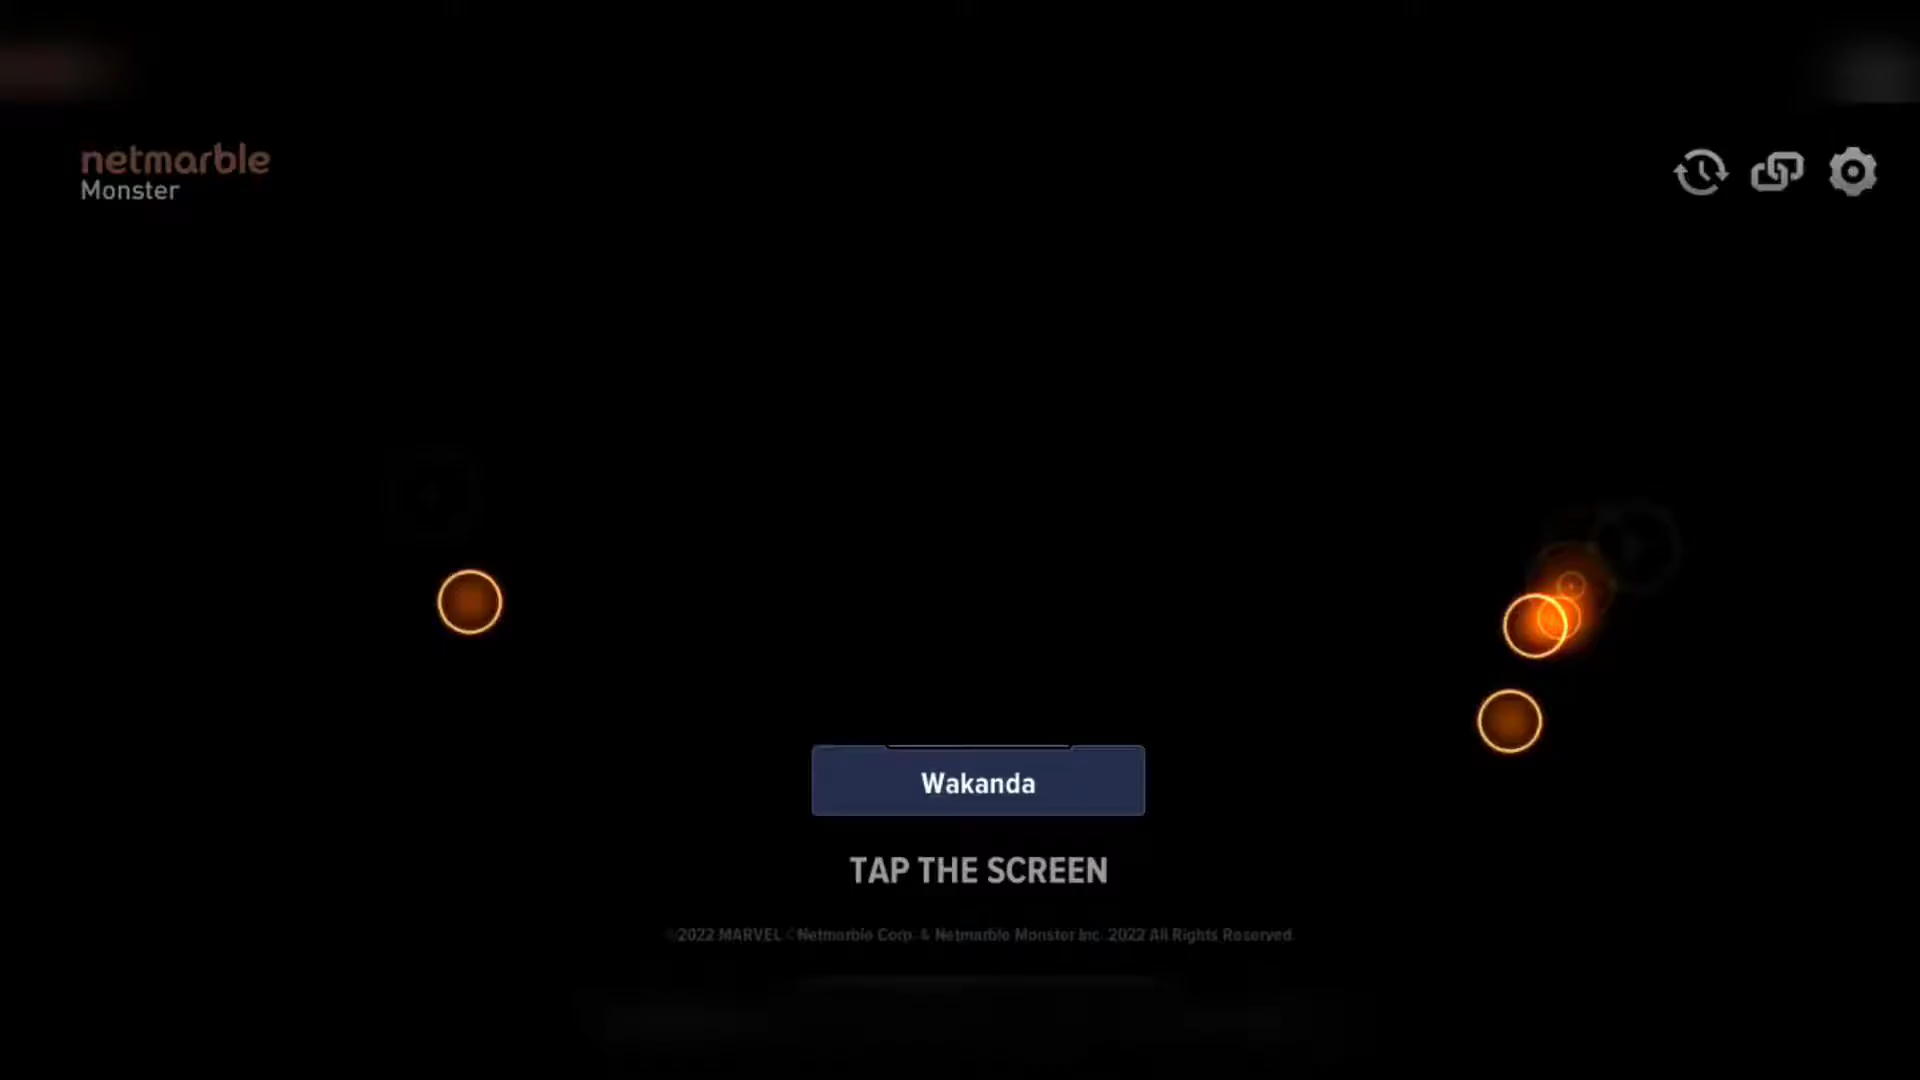 netmarble
Monster
Wakanda
TAP THE SCREEN
©2022 MARVEL ©Netmarble Corp. & Netmarble Monster Inc. 2022 All Rights Reserved.